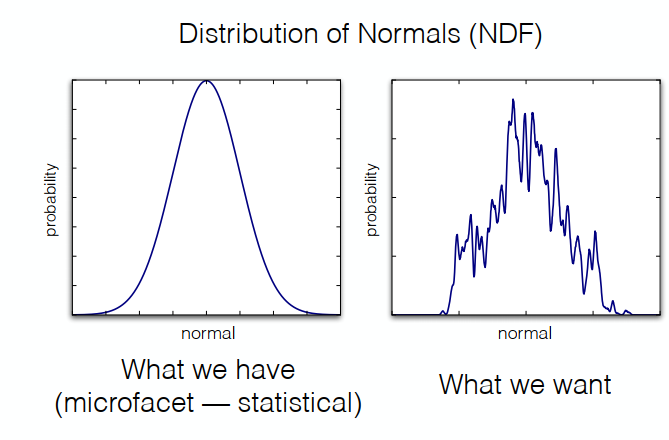 Distribution of Normals (NDF)
probability
normal
What we have
(microfacet — statistical)
probability
normal
What we want